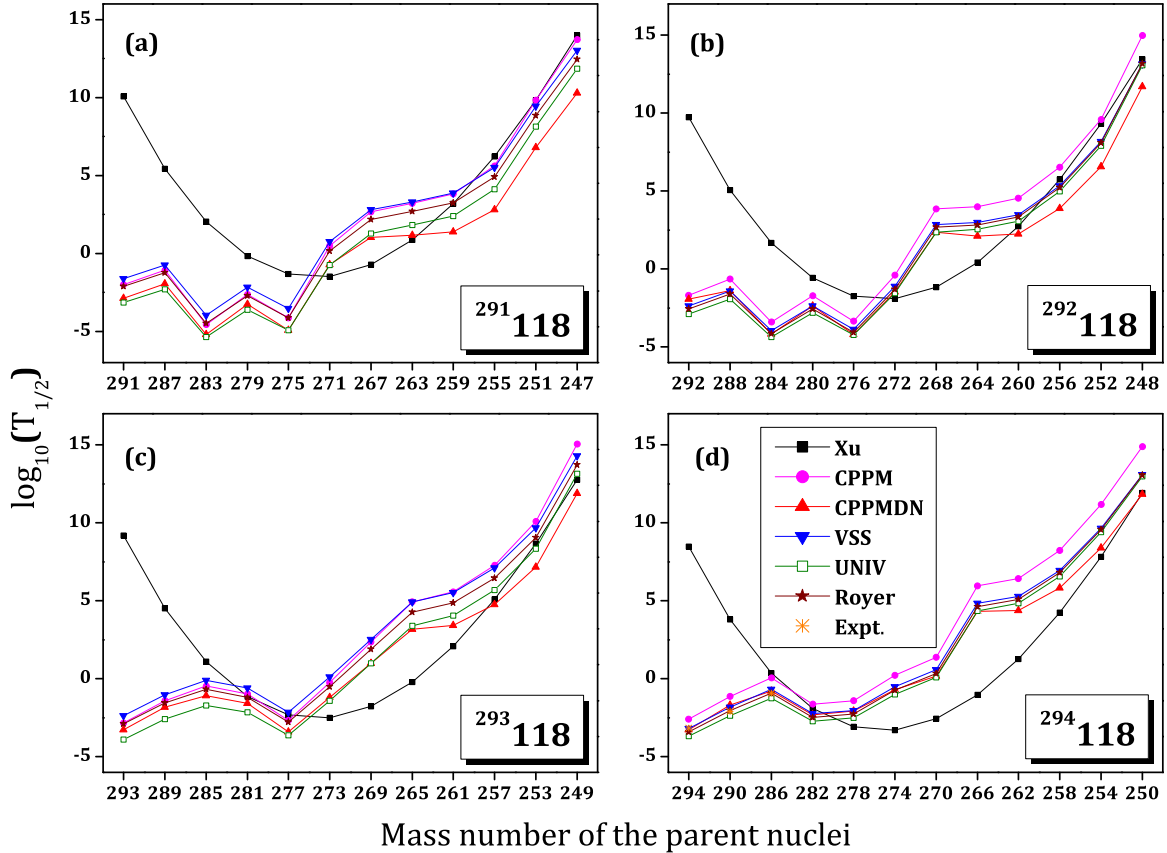 (a)
15
10
5
0
-5
291 287 283 279 275 271 267 263 259 255 251 247
²⁹¹118
(b)
15
10
5
0
-5
292 288 284 280 276 272 268 264 260 256 252 248
²⁹²118
(c)
15
10
5
0
-5
293 289 285 281 277 273 269 265 261 257 253 249
²⁹³118
(d)
15
10
5
0
-5
294 290 286 282 278 274 270 266 262 258 254 250
²⁹⁴118
Xu
CPPM
CPPMDN
VSS
UNIV
Royer
Expt.
log₁₀(T₁/₂)
Mass number of the parent nuclei